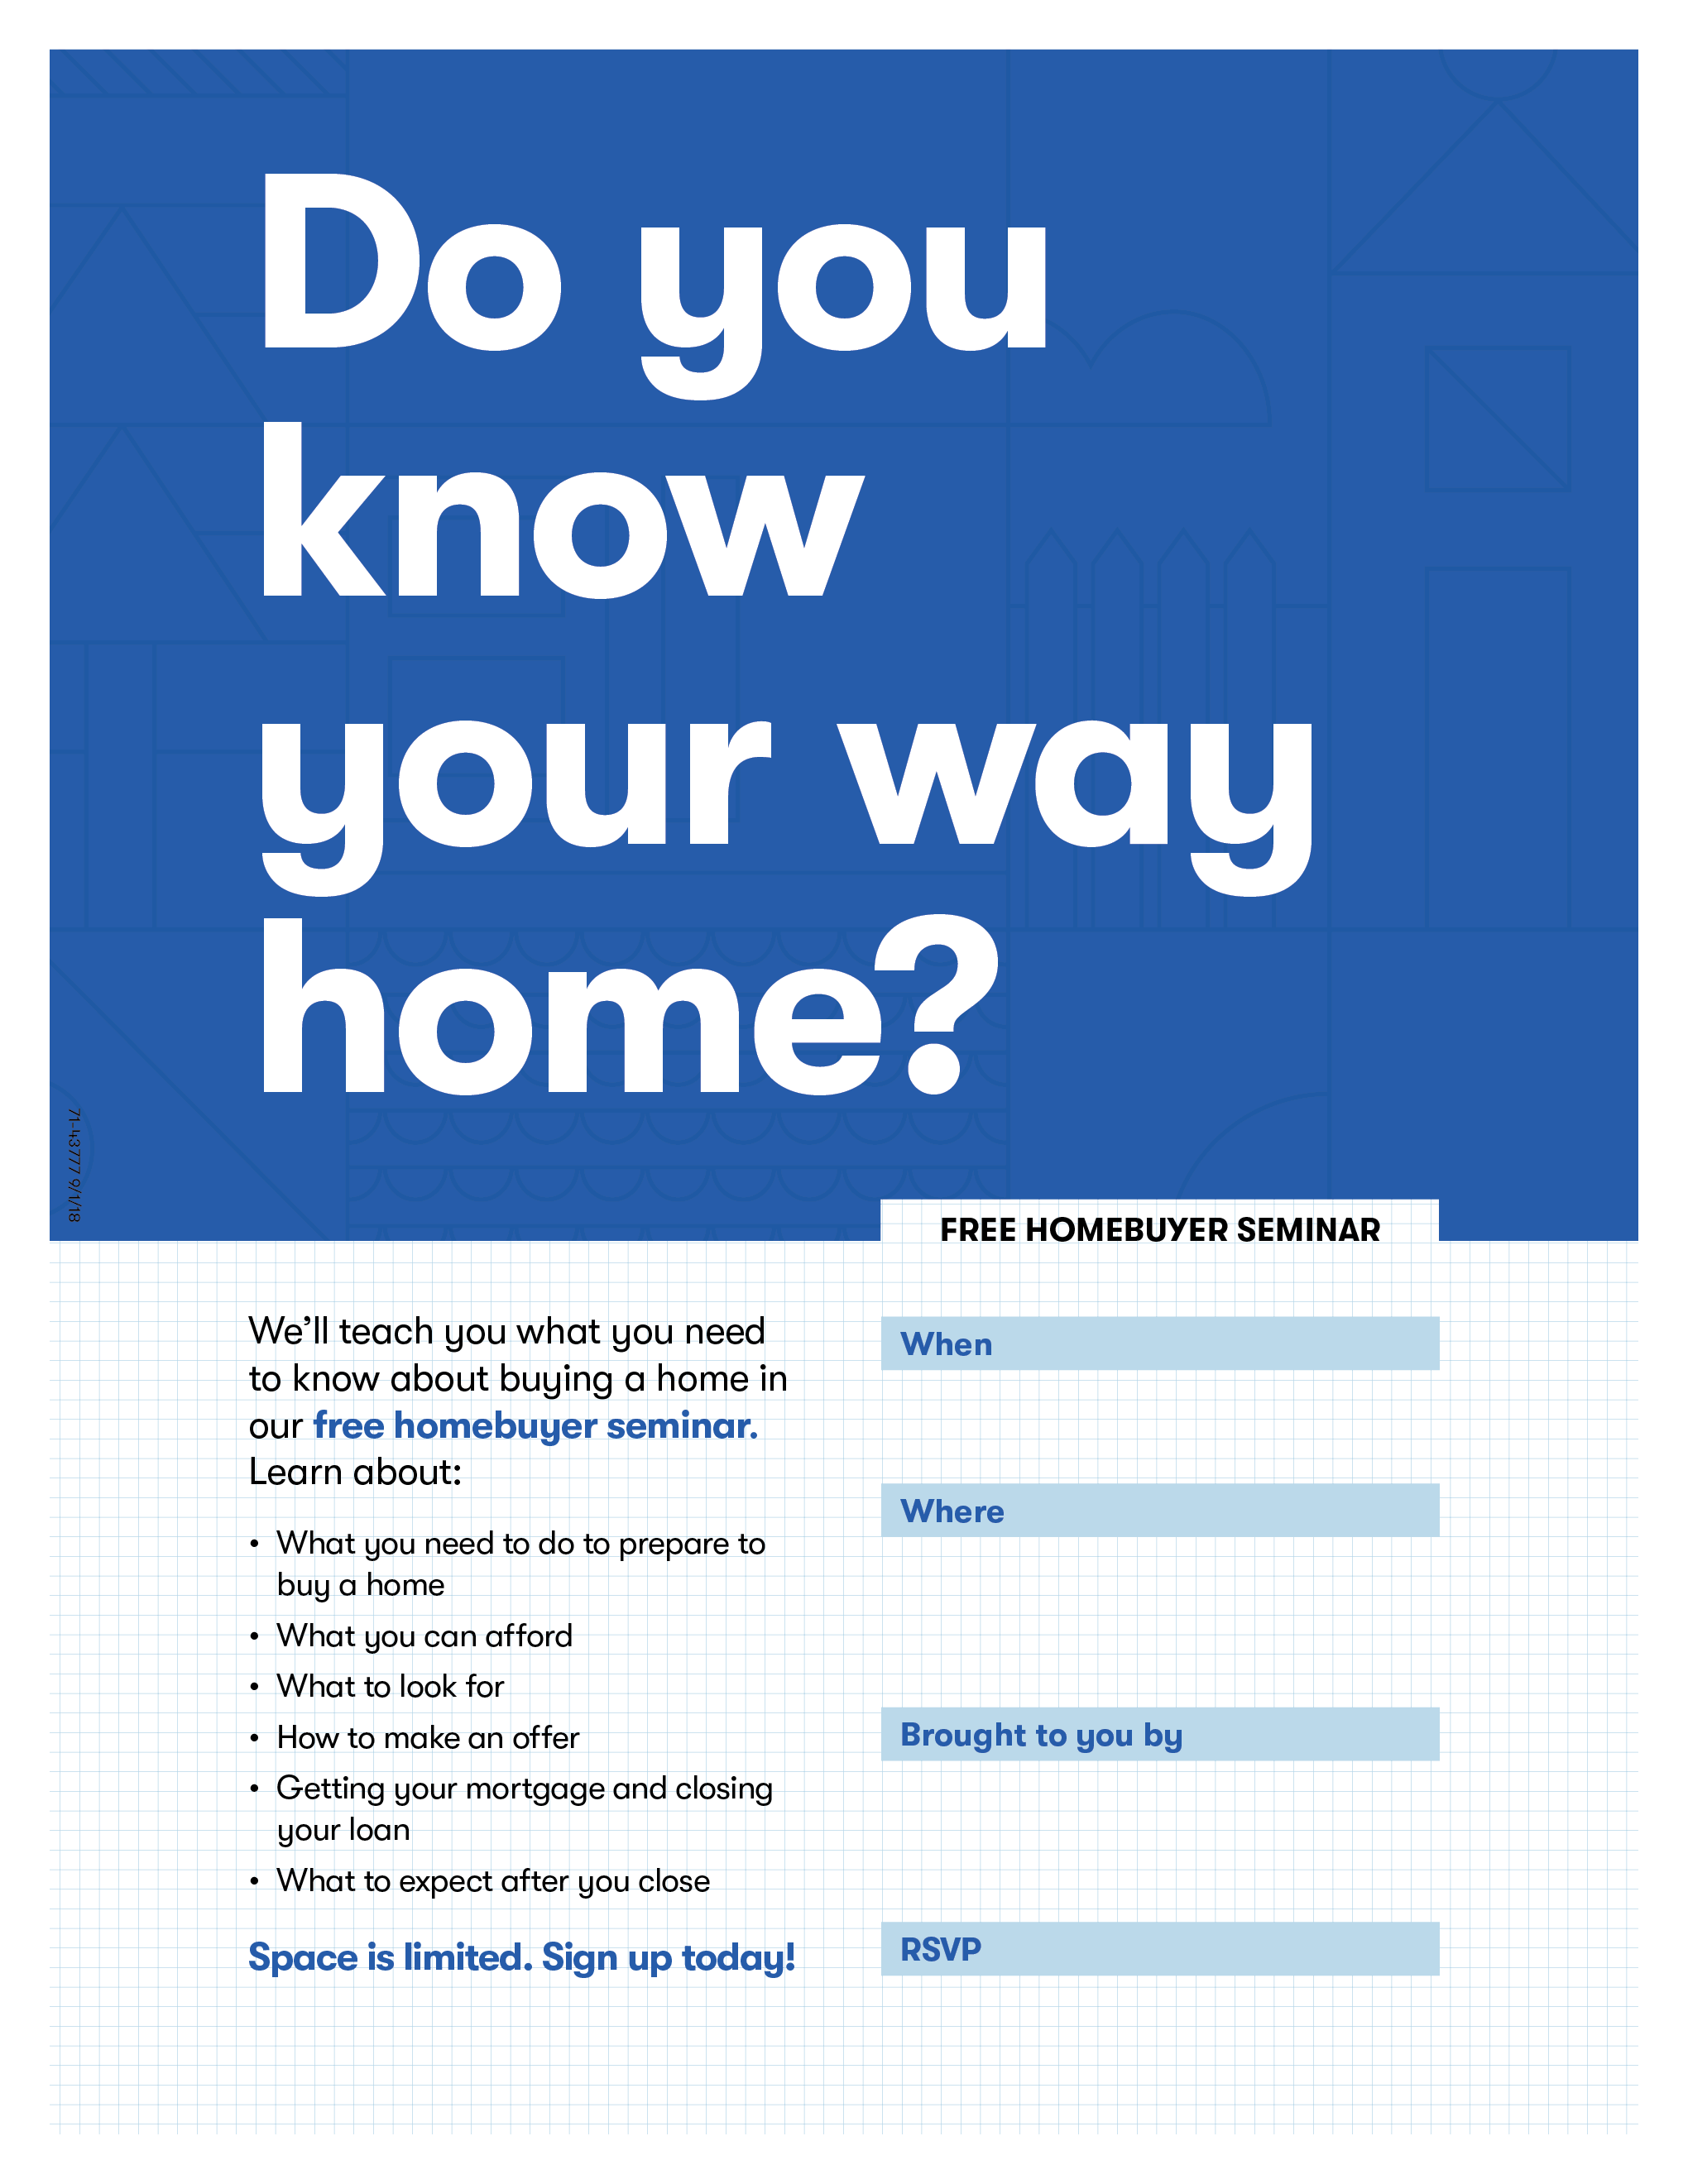 Do you
know
your way
home?
71-43777 9/1/18
FREE HOMEBUYER SEMINAR
We’ll teach you what you need
to know about buying a home in
our free homebuyer seminar.
Learn about:
• What you need to do to prepare to
buy a home
• What you can afford
• What to look for
• How to make an offer
• Getting your mortgage and closing
your loan
• What to expect after you close
Space is limited. Sign up today!
When
Where
Brought to you by
RSVP